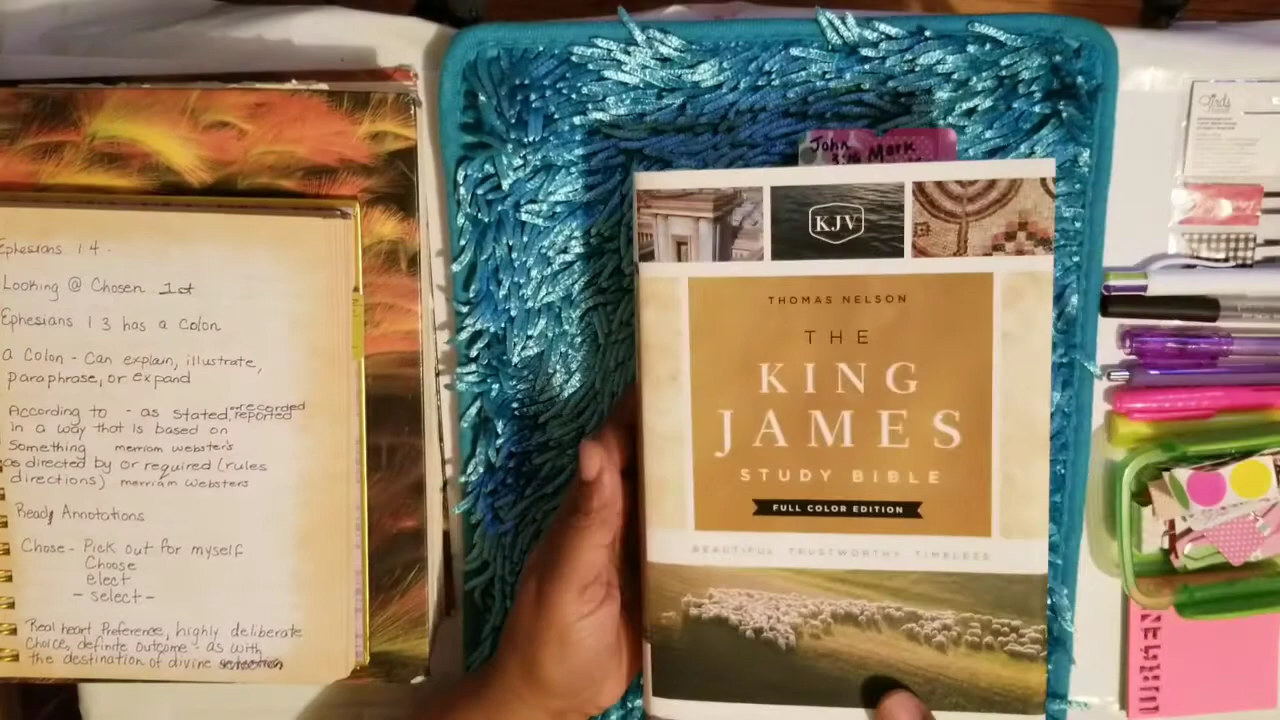 Ephesians 1 4.
Looking @ Chosen 1st
Ephesians 1 3 has a Colon
a Colon - Can explain, illustrate,
paraphrase, or expand
According to - as stated, reported recorded
in a way that is based on
Something merriam webster's
as directed by or required (rules
directions) merriam Websters
Ready Annotations
Chose - Pick out for myself
Choose
elect
- select -
Real heart Preference, highly deliberate
Choice, definite outcome - as with
the destination of divine
John 3:16
Mark
KJV
THOMAS NELSON
THE
KING
JAMES
STUDY BIBLE
FULL COLOR EDITION
BEAUTIFUL TRUSTWORTHY TIMELESS